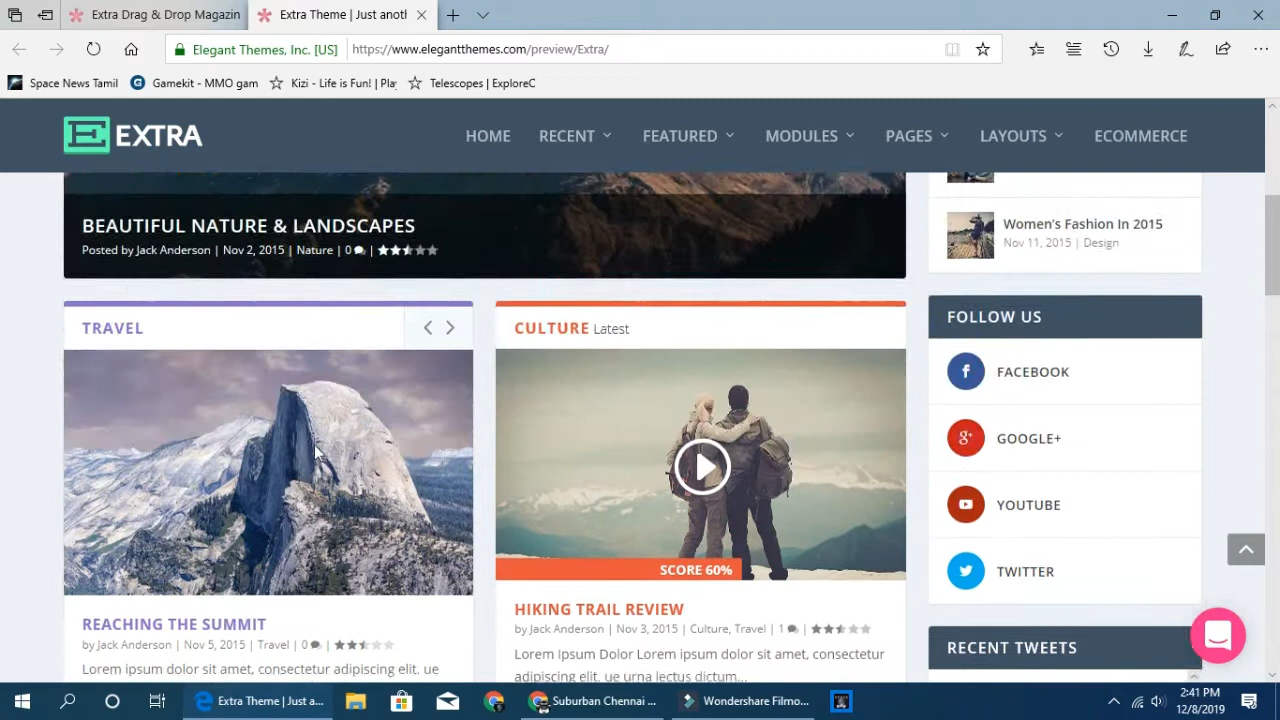 Extra Drag & Drop Magazin
Extra Theme | Just anotl
Elegant Themes, Inc. [US]
https://www.elegantthemes.com/preview/Extra/
Space News Tamil
Gamekit - MMO gam
Kizi - Life is Fun! | Pla
Telescopes | ExploreC
E EXTRA
HOME
RECENT
FEATURED
MODULES
PAGES
LAYOUTS
ECOMMERCE
BEAUTIFUL NATURE & LANDSCAPES
Posted by Jack Anderson | Nov 2, 2015 | Nature | 0 |
Women's Fashion In 2015
Nov 11, 2015 | Design
TRAVEL
CULTURE Latest
SCORE 60%
REACHING THE SUMMIT
by Jack Anderson | Nov 5, 2015 | Travel | 0 |
Lorem ipsum dolor sit amet, consectetur adipiscing elit. ue
HIKING TRAIL REVIEW
by Jack Anderson | Nov 3, 2015 | Culture, Travel | 1 |
Lorem Ipsum Dolor Lorem ipsum dolor sit amet, consectetur
adipiscing elit. ue urna lectus dictum...
FOLLOW US
FACEBOOK
GOOGLE+
YOUTUBE
TWITTER
RECENT TWEETS
Extra Theme | Just a...
Suburban Chennai ...
Wondershare Filmo...
2:41 PM
12/8/2019